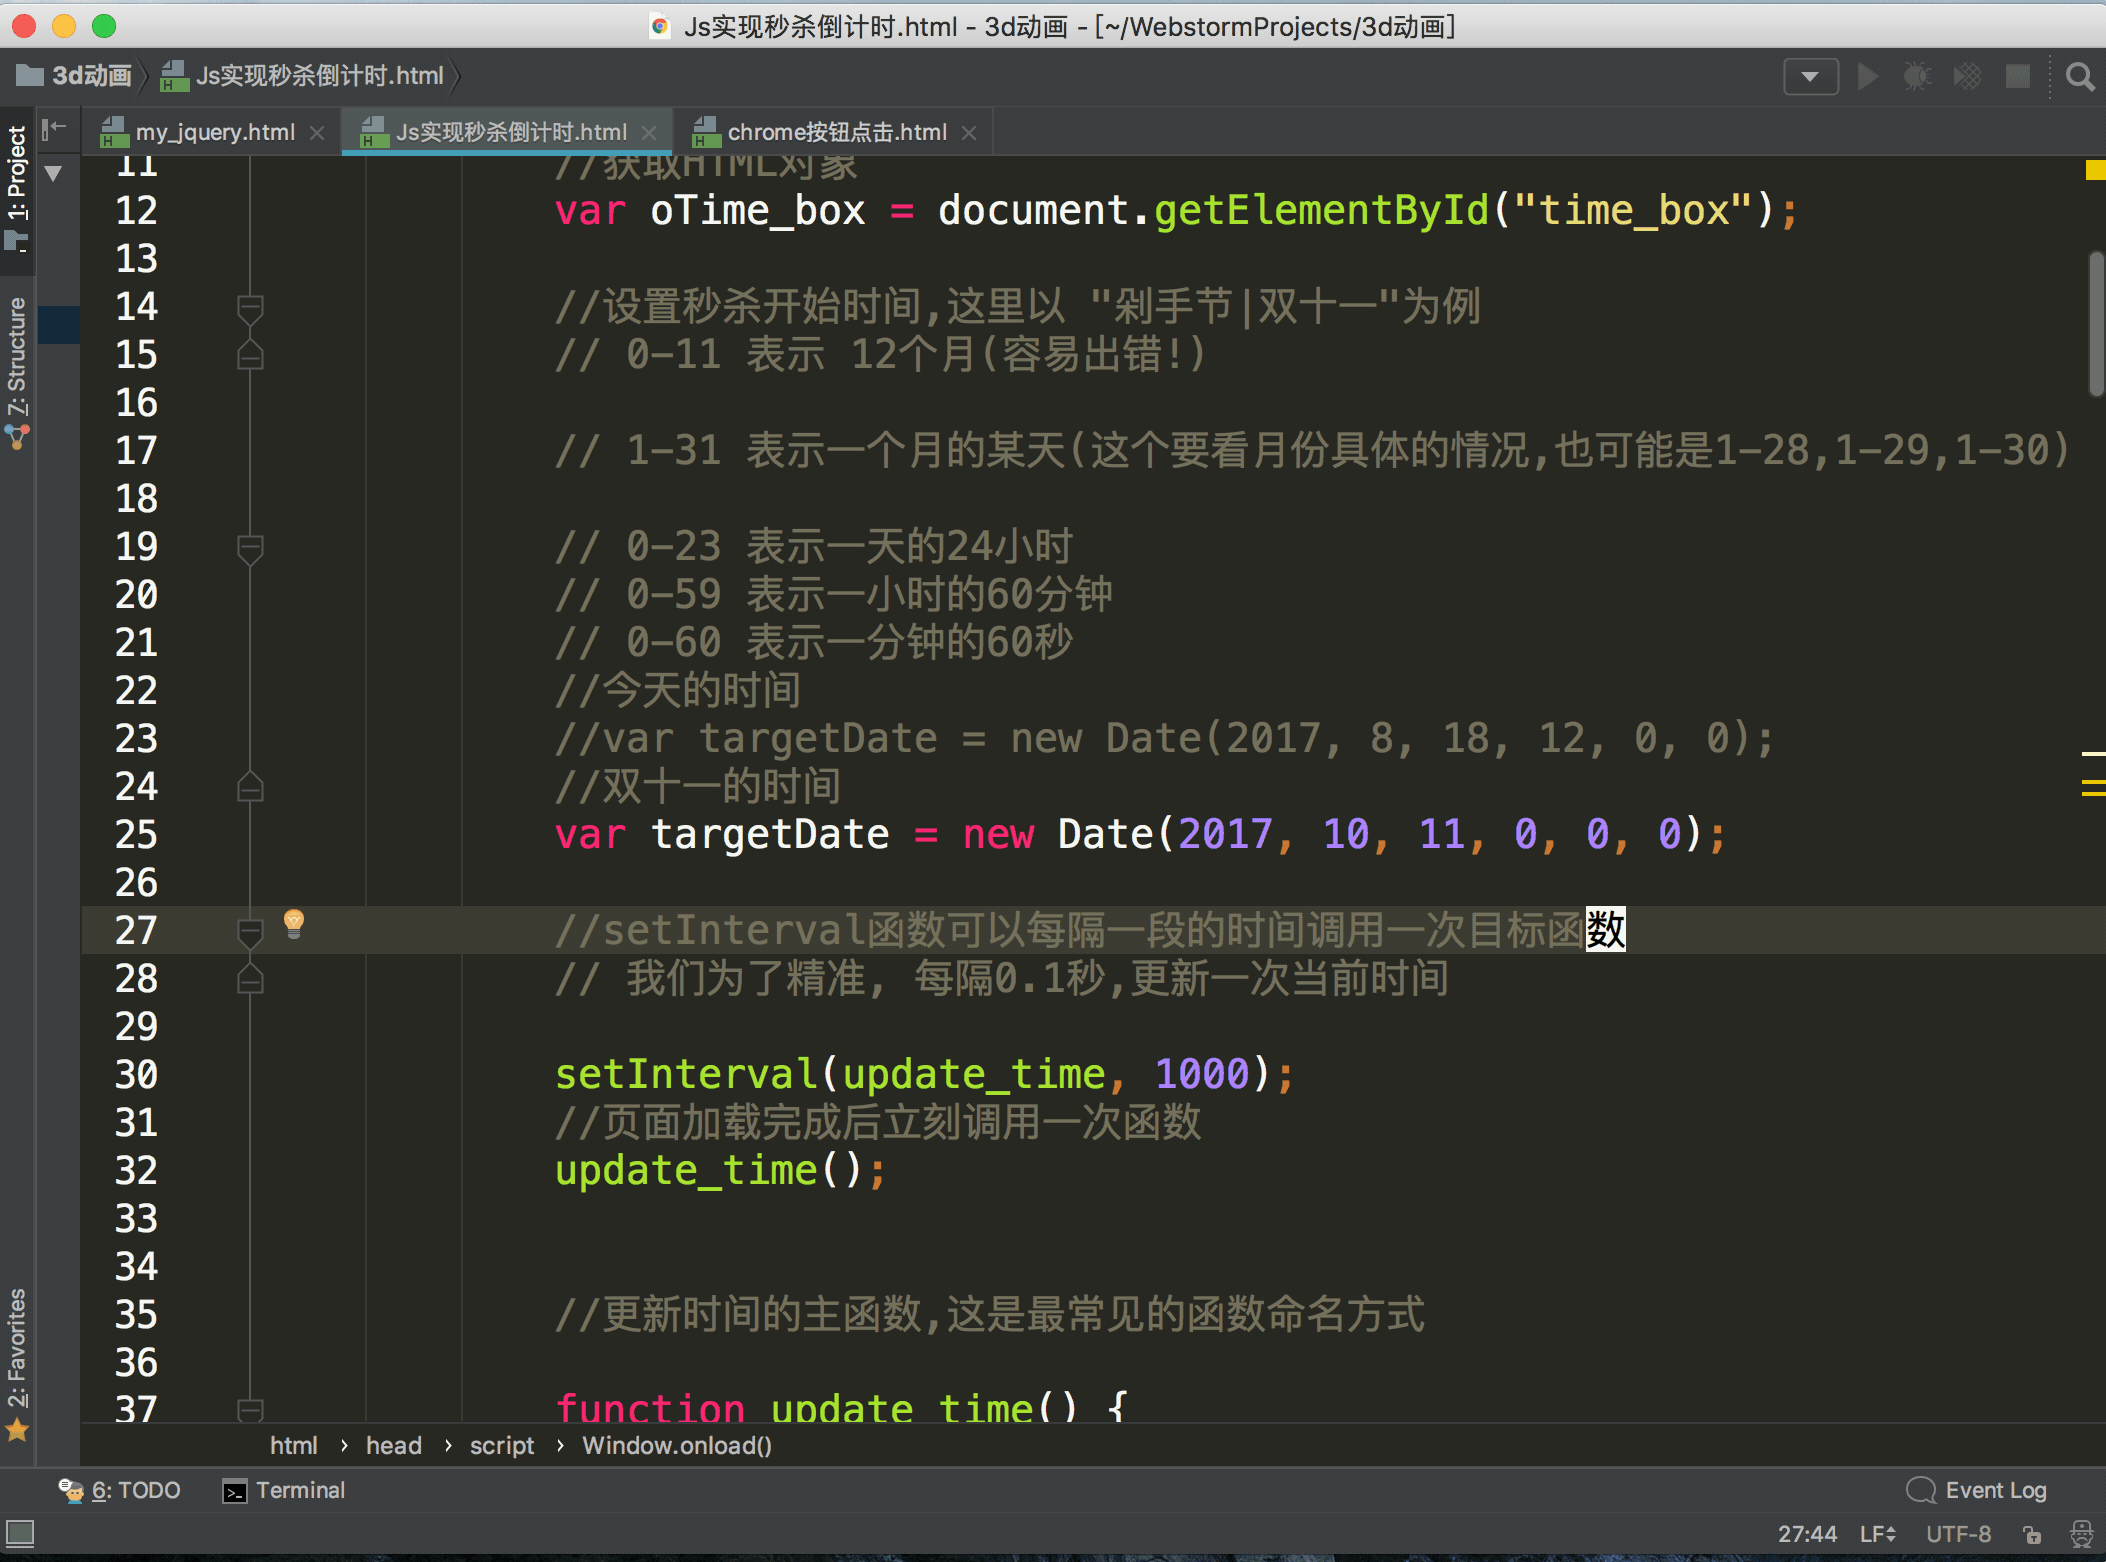 Js实现秒杀倒计时.html - 3d动画 - [~/WebstormProjects/3d动画]
3d动画 Js实现秒杀倒计时.html
my_jquery.html Js实现秒杀倒计时.html chrome按钮点击.html
1: Project
7: Structure
2: Favorites
11 //获取HTML对象
12 var oTime_box = document.getElementById("time_box");
13
14 //设置秒杀开始时间,这里以 "剁手节|双十一"为例
15 // 0-11 表示 12个月(容易出错!)
16
17 // 1-31 表示一个月的某天(这个要看月份具体的情况,也可能是1-28,1-29,1-30)
18
19 // 0-23 表示一天的24小时
20 // 0-59 表示一小时的60分钟
21 // 0-60 表示一分钟的60秒
22 //今天的时间
23 //var targetDate = new Date(2017, 8, 18, 12, 0, 0);
24 //双十一的时间
25 var targetDate = new Date(2017, 10, 11, 0, 0, 0);
26
27 //setInterval函数可以每隔一段的时间调用一次目标函数
28 // 我们为了精准, 每隔0.1秒,更新一次当前时间
29
30 setInterval(update_time, 1000);
31 //页面加载完成后立刻调用一次函数
32 update_time();
33
34
35 //更新时间的主函数,这是最常见的函数命名方式
36
37 function update_time() {
html › head › script › Window.onload()
6: TODO Terminal Event Log
27:44 LF UTF-8